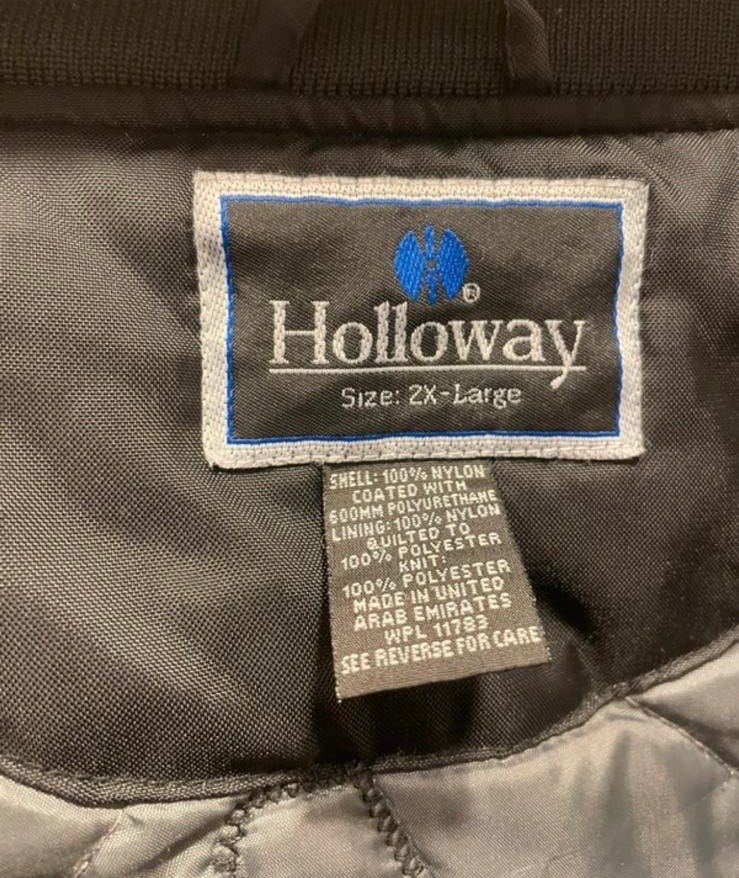 ®
Holloway
Size: 2X-Large
SHELL: 100% NYLON
COATED WITH
600MM POLYURETHANE
LINING: 100% NYLON
QUILTED TO
100% POLYESTER
KNIT:
100% POLYESTER
MADE IN UNITED
ARAB EMIRATES
WPL 11783
SEE REVERSE FOR CARE